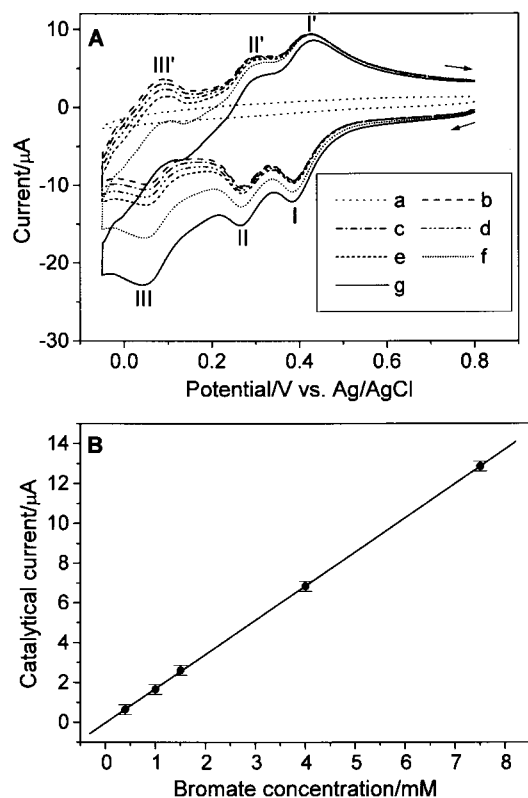 A
III'
II'
I'
10
0
-10
-20
-30
Current/µA
III
II
I
a
b
c
d
e
f
g
0.0
0.2
0.4
0.6
0.8
Potential/V vs. Ag/AgCl
B
14
12
10
8
6
4
2
0
Catalytical current/µA
0
1
2
3
4
5
6
7
8
Bromate concentration/mM